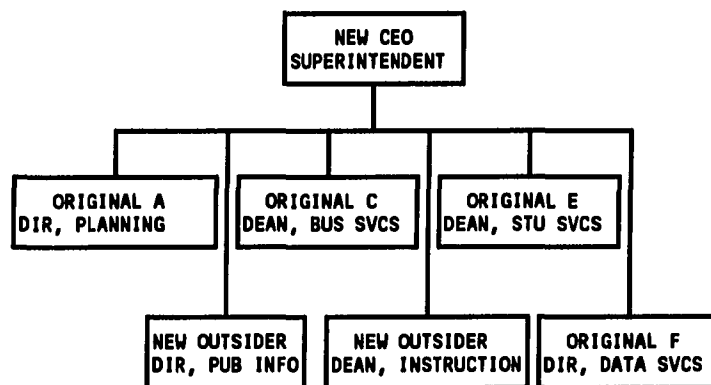 NEW CEO
SUPERINTENDENT
ORIGINAL A
DIR, PLANNING
ORIGINAL C
DEAN, BUS SVCS
ORIGINAL E
DEAN, STU SVCS
NEW OUTSIDER
DIR, PUB INFO
NEW OUTSIDER
DEAN, INSTRUCTION
ORIGINAL F
DIR, DATA SVCS